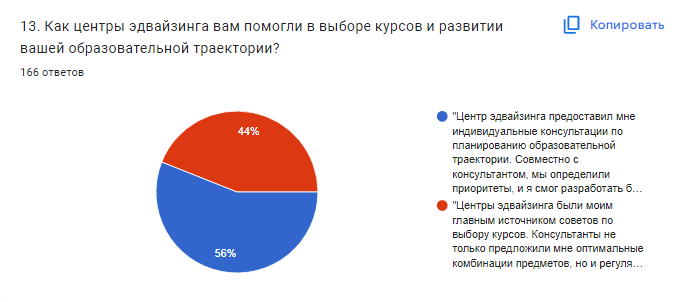 13. Как центры эдвайзинга вам помогли в выборе курсов и развитии
вашей образовательной траектории?
Копировать
166 ответов
44%
56%
"Центр эдвайзинга предоставил мне
индивидуальные консультации по
планированию образовательной
траектории. Совместно с
консультантом, мы определили
приоритеты, и я смог разработать б…
"Центры эдвайзинга были моим
главным источником советов по
выбору курсов. Консультанты не
только предложили мне оптимальные
комбинации предметов, но и регуля…